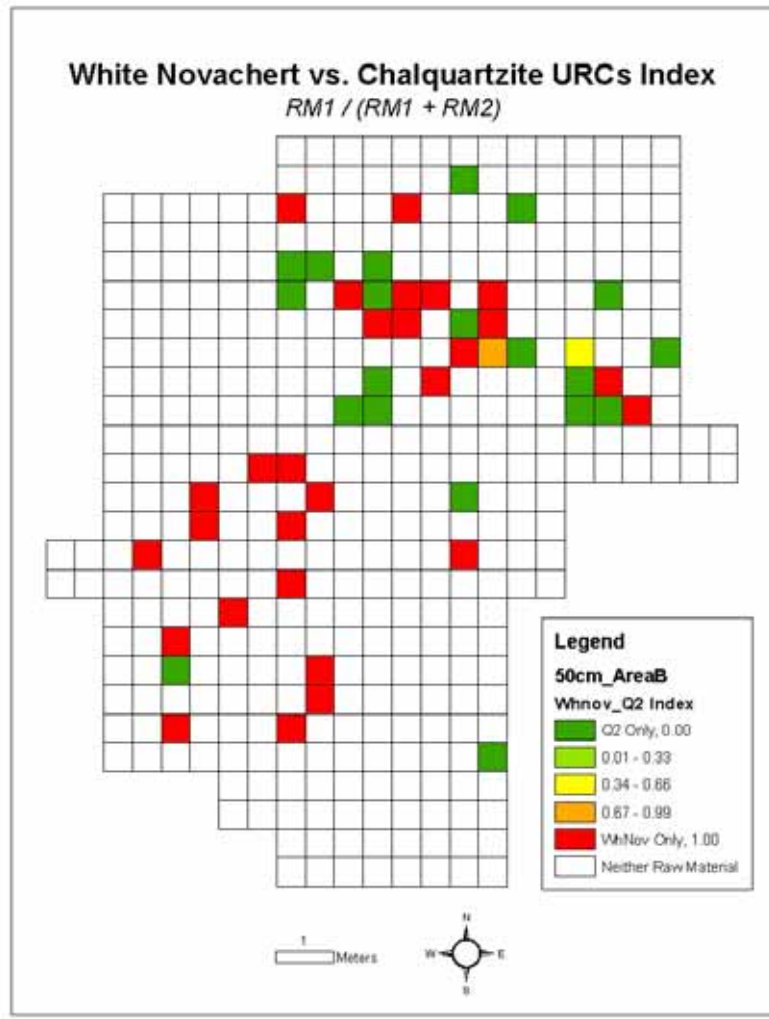 White Novachert vs. Chalquartzite URCs Index
RM1 / (RM1 + RM2)
Legend
50cm_AreaB
Whnov_Q2 Index
Q2 Only, 0.00
0.01 - 0.33
0.34 - 0.66
0.67 - 0.99
WhNov Only, 1.00
Neither Raw Material
1
Meters
N
W
E
S